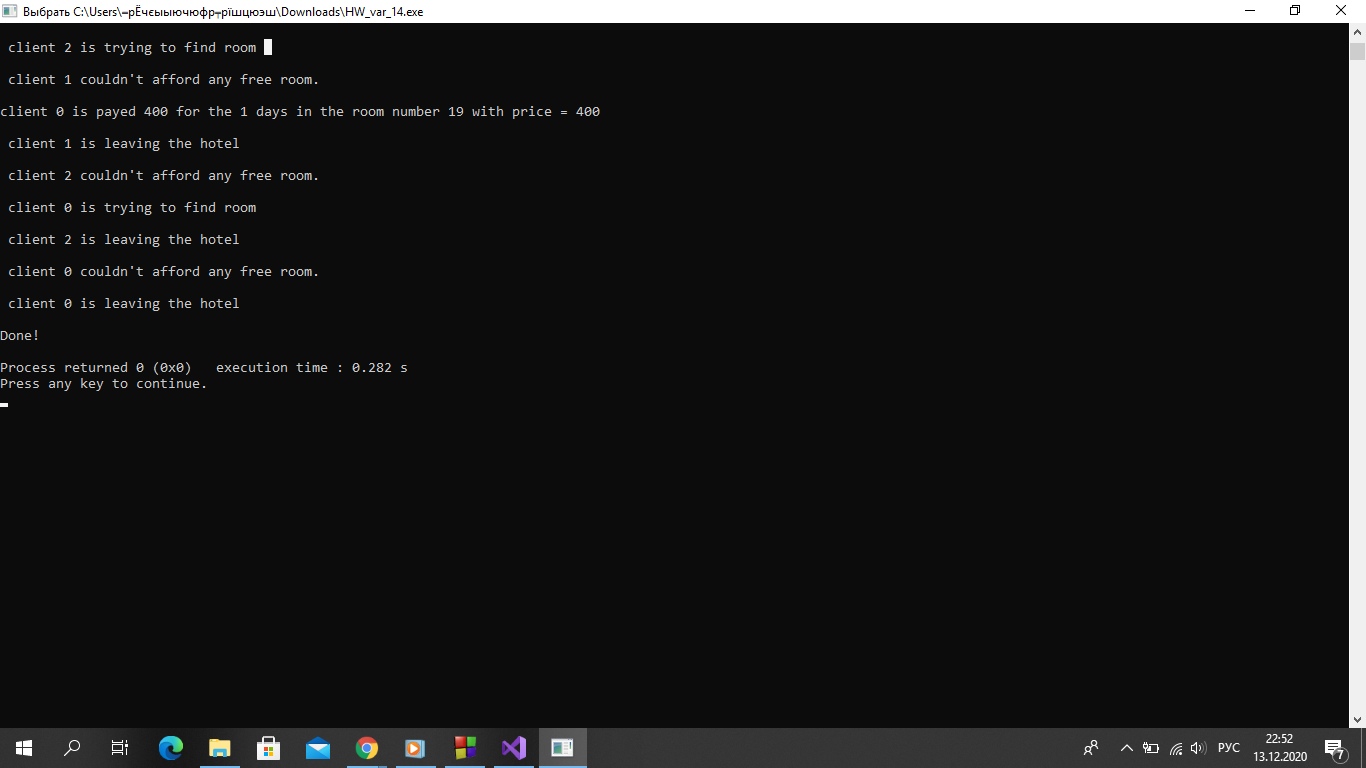 Выбрать C:\Users\═рЁчєыыючюфр╤рїшцюэш\Downloads\HW_var_14.exe
client 2 is trying to find room
client 1 couldn't afford any free room.
client 0 is payed 400 for the 1 days in the room number 19 with price = 400
client 1 is leaving the hotel
client 2 couldn't afford any free room.
client 0 is trying to find room
client 2 is leaving the hotel
client 0 couldn't afford any free room.
client 0 is leaving the hotel
Done!
Process returned 0 (0x0)   execution time : 0.282 s
Press any key to continue.
РУС
22:52
13.12.2020
7